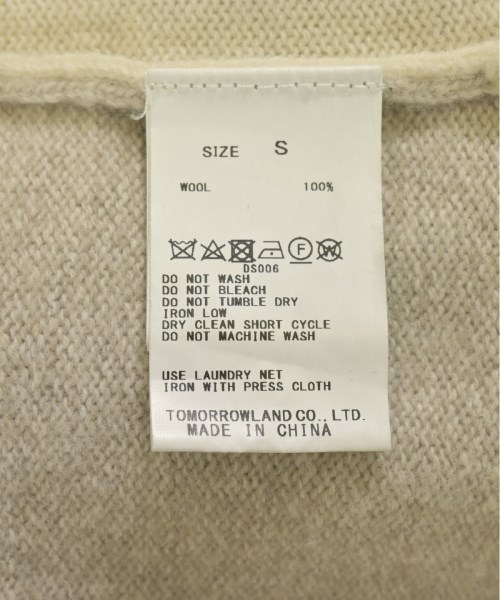 SIZE S
WOOL 100%
F W
DS006
DO NOT WASH
DO NOT BLEACH
DO NOT TUMBLE DRY
IRON LOW
DRY CLEAN SHORT CYCLE
DO NOT MACHINE WASH
USE LAUNDRY NET
IRON WITH PRESS CLOTH
TOMORROWLAND CO., LTD.
MADE IN CHINA